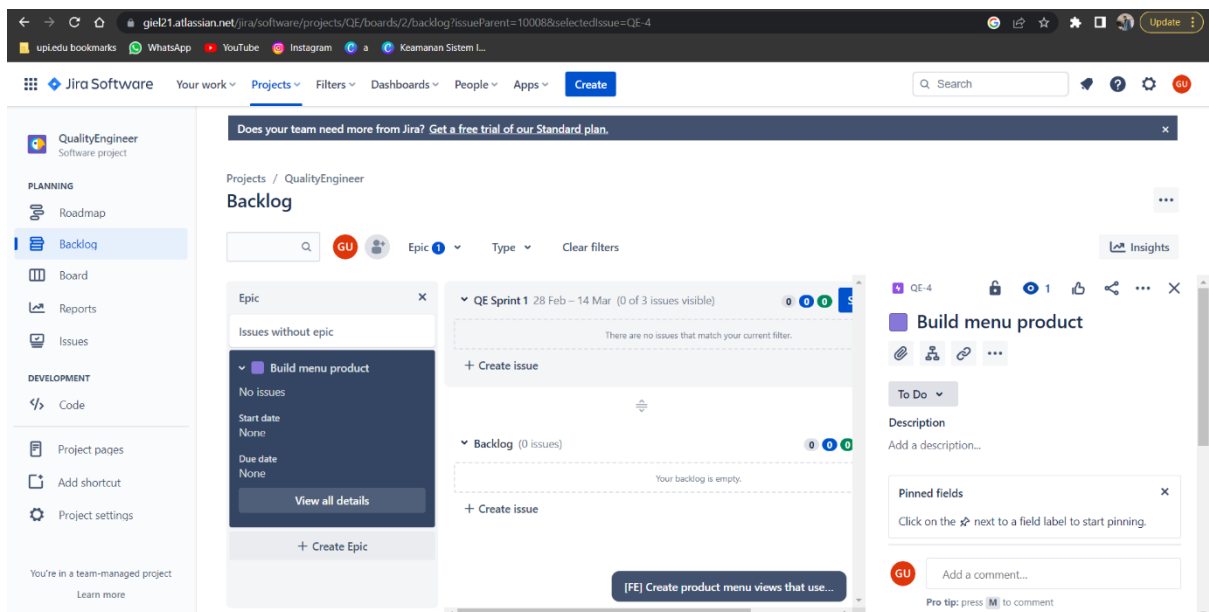 giel21.atlassian.net/jira/software/projects/QE/boards/2/backlog?issueParent=10008&selectedIssue=QE-4
Update
upi.edu bookmarks WhatsApp YouTube Instagram a Keamanan Sistem I...
Jira Software Your work Projects Filters Dashboards People Apps Create Search GU
Does your team need more from Jira? Get a free trial of our Standard plan.
QualityEngineer
Software project
PLANNING
Roadmap
Backlog
Board
Reports
Issues
DEVELOPMENT
Code
Project pages
Add shortcut
Project settings
You're in a team-managed project
Learn more
Projects / QualityEngineer
Backlog
GU Epic 1 Type Clear filters Insights
Epic
Issues without epic
Build menu product
No issues
Start date
None
Due date
None
View all details
+ Create Epic
QE Sprint 1 28 Feb – 14 Mar (0 of 3 issues visible) 0 0 0 S
There are no issues that match your current filter.
+ Create issue
Backlog (0 issues) 0 0 0
Your backlog is empty.
+ Create issue
[FE] Create product menu views that use...
QE-4 1
Build menu product
To Do
Description
Add a description...
Pinned fields
Click on the next to a field label to start pinning.
GU Add a comment...
Pro tip: press M to comment